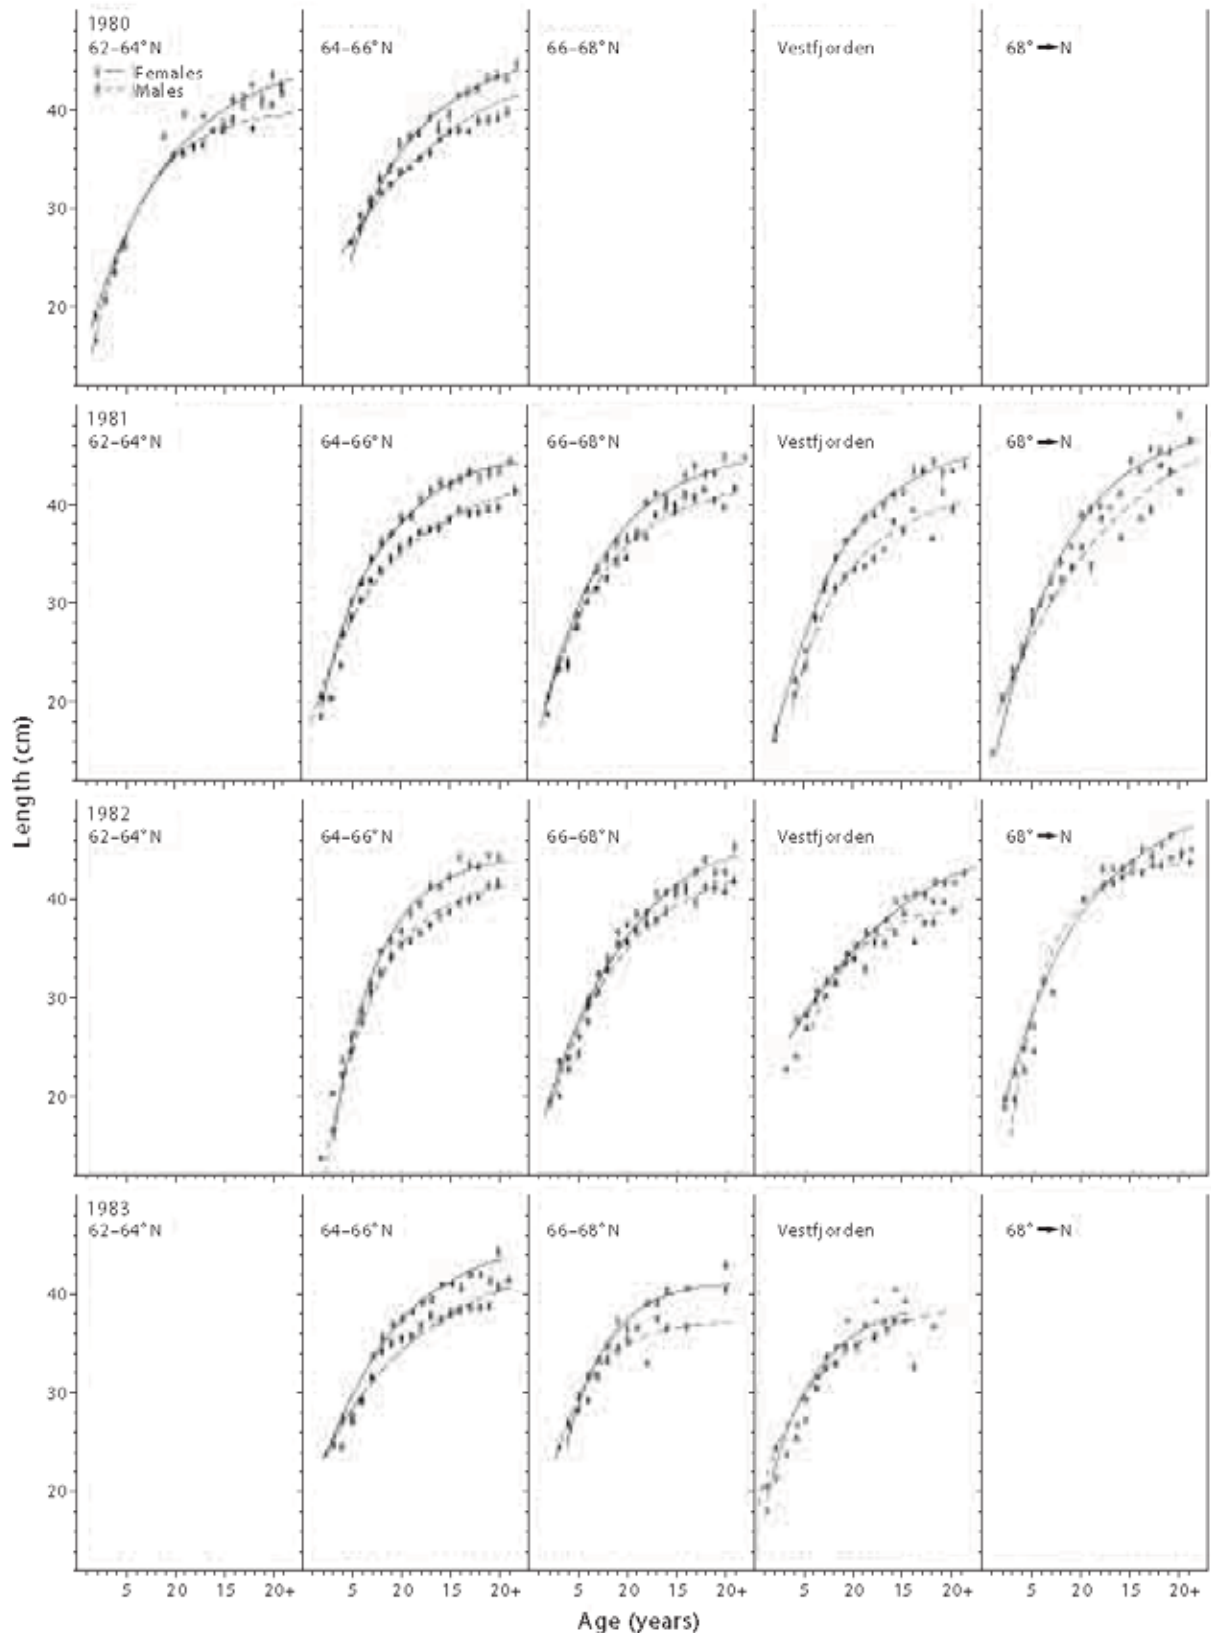 1980
62–64°N 64–66°N 66–68°N Vestfjorden 68° N
Females
Males
40
30
20
1981
62–64°N 64–66°N 66–68°N Vestfjorden 68° N
40
30
20
Length (cm)
1982
62–64°N 64–66°N 66–68°N Vestfjorden 68° N
40
30
20
1983
62–64°N 64–66°N 66–68°N Vestfjorden 68° N
40
30
20
5 20 15 20+ 5 20 15 20+ 5 20 15 20+ 5 20 15 20+ 5 20 15 20+
Age (years)